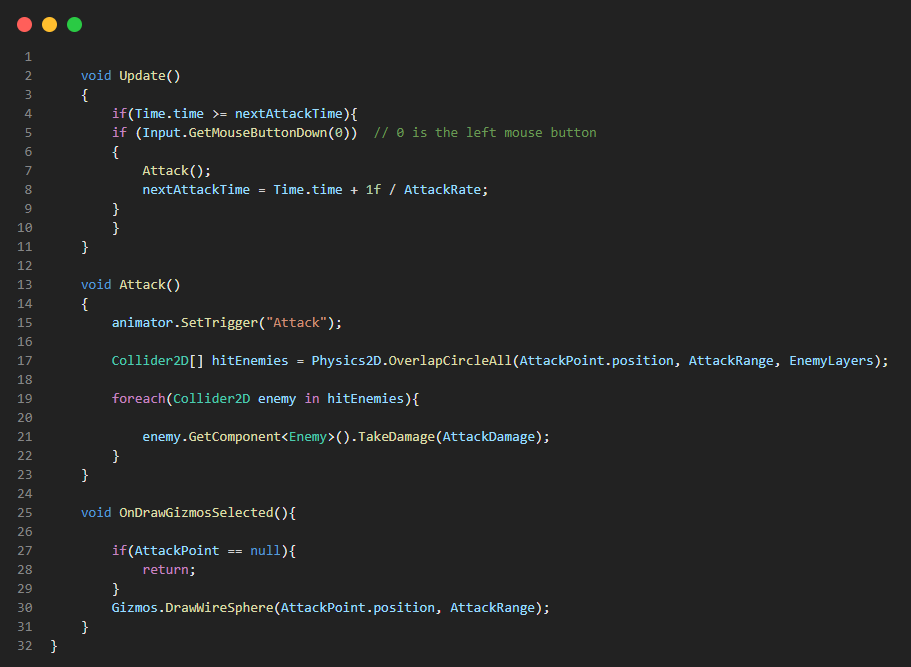 1
2 void Update()
3 {
4 if(Time.time >= nextAttackTime){
5 if (Input.GetMouseButtonDown(0))  // 0 is the left mouse button
6 {
7 Attack();
8 nextAttackTime = Time.time + 1f / AttackRate;
9 }
10 }
11 }
12
13 void Attack()
14 {
15 animator.SetTrigger("Attack");
16
17 Collider2D[] hitEnemies = Physics2D.OverlapCircleAll(AttackPoint.position, AttackRange, EnemyLayers);
18
19 foreach(Collider2D enemy in hitEnemies){
20
21 enemy.GetComponent<Enemy>().TakeDamage(AttackDamage);
22 }
23 }
24
25 void OnDrawGizmosSelected(){
26
27 if(AttackPoint == null){
28 return;
29 }
30 Gizmos.DrawWireSphere(AttackPoint.position, AttackRange);
31 }
32 }